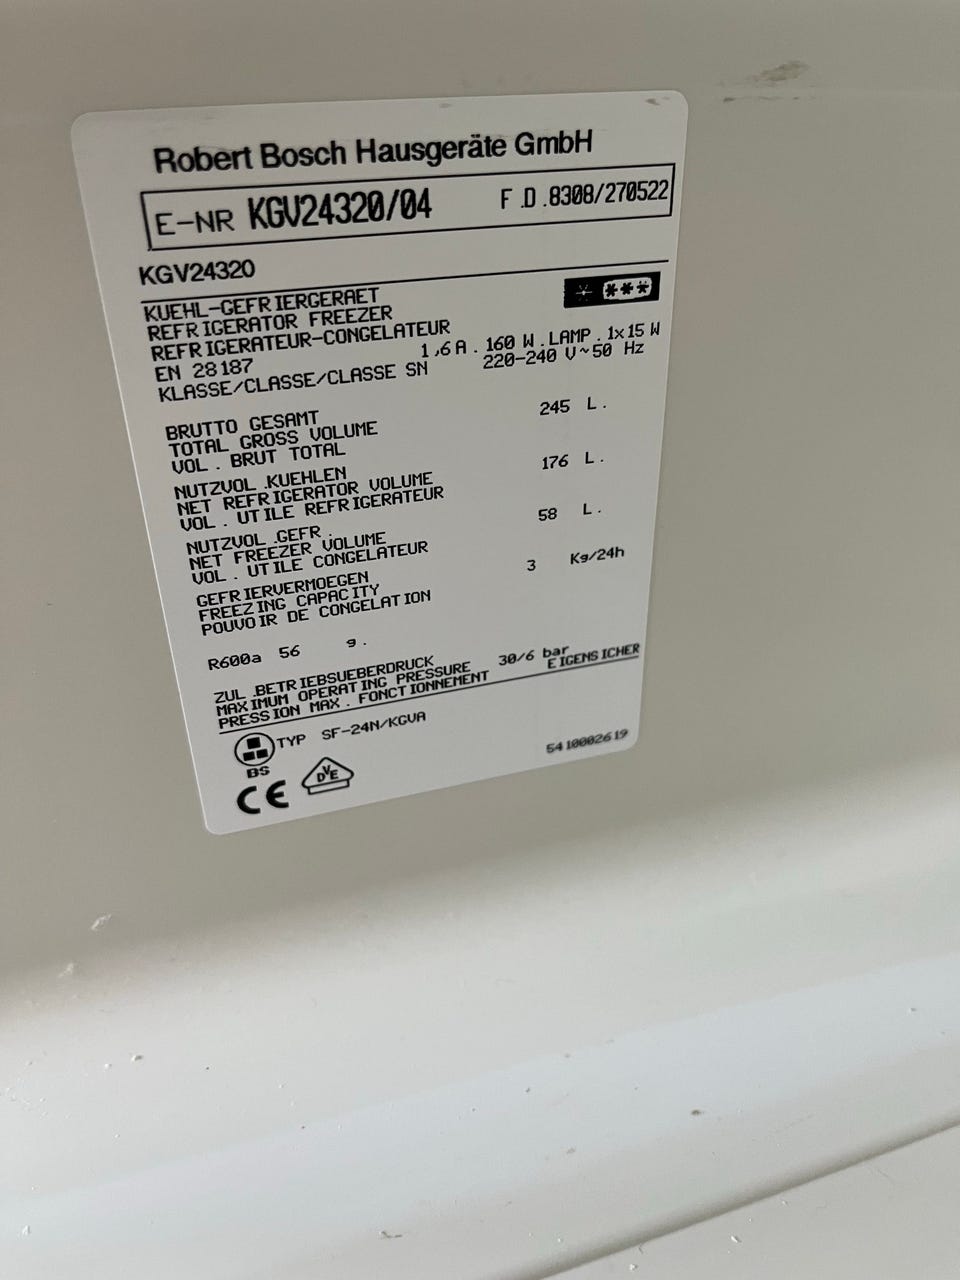 Robert Bosch Hausgeräte GmbH
E-NR KGV24320/04 F.D.8308/270522
KGV24320
KUEHL-GEFRIERGERAET
REFRIGERATOR FREEZER
REFRIGERATEUR-CONGELATEUR
EN 28187 1,6A. 160 W.LAMP.1x15 W
KLASSE/CLASSE/CLASSE SN 220-240 V~50 Hz
BRUTTO GESAMT
TOTAL GROSS VOLUME 245 L.
VOL. BRUT TOTAL
NUTZVOL.KUEHLEN
NET REFRIGERATOR VOLUME 176 L.
VOL. UTILE REFRIGERATEUR
NUTZVOL.GEFR.
NET FREEZER VOLUME 58 L.
VOL. UTILE CONGELATEUR
GEFRIERVERMOEGEN
FREEZING CAPACITY 3 Kg/24h
POUVOIR DE CONGELATION
R600a 56 g.
ZUL.BETRIEBSUEBERDRUCK
MAXIMUM OPERATING PRESSURE 30/6 bar
PRESSION MAX. FONCTIONNEMENT EIGENSICHER
TYP SF-24N/KGVA
BS
5410002619
CE DVE